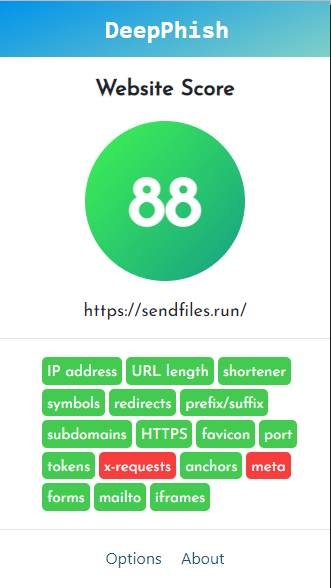 DeepPhish
Website Score
88
https://sendfiles.run/
IP address URL length shortener
symbols redirects prefix/suffix
subdomains HTTPS favicon port
tokens x-requests anchors meta
forms mailto iframes
Options About